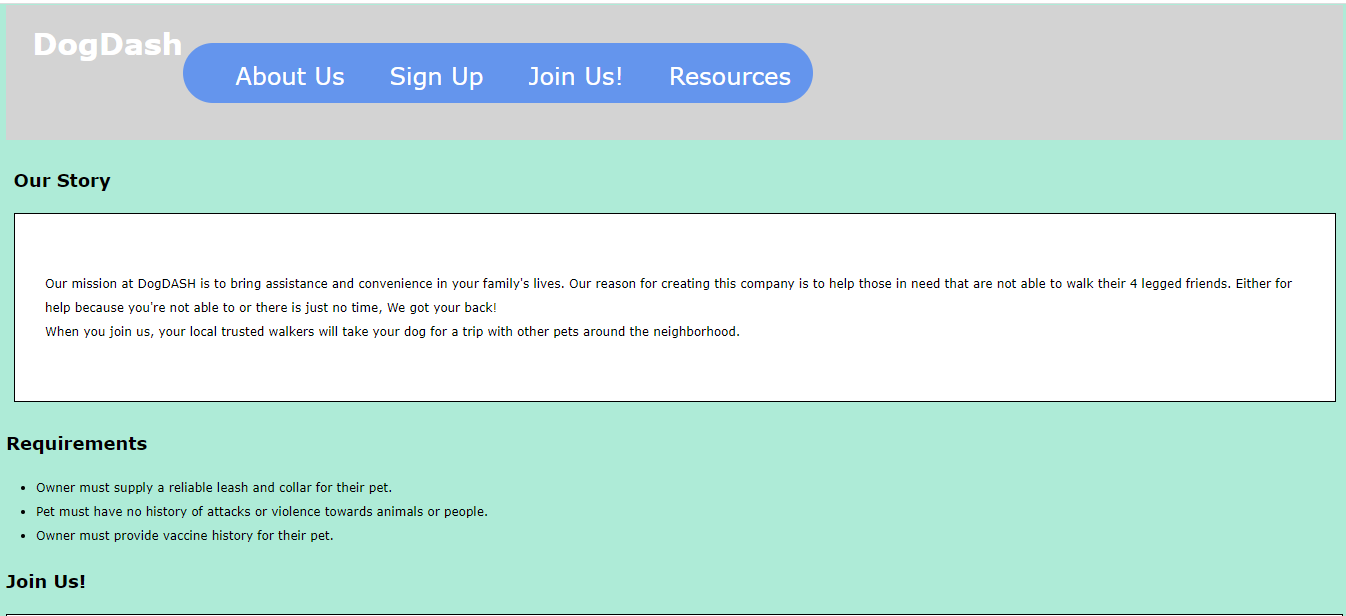 DogDash
About Us Sign Up Join Us! Resources
Our Story
Our mission at DogDASH is to bring assistance and convenience in your family's lives. Our reason for creating this company is to help those in need that are not able to walk their 4 legged friends. Either for
help because you're not able to or there is just no time, We got your back!
When you join us, your local trusted walkers will take your dog for a trip with other pets around the neighborhood.
Requirements
• Owner must supply a reliable leash and collar for their pet.
• Pet must have no history of attacks or violence towards animals or people.
• Owner must provide vaccine history for their pet.
Join Us!